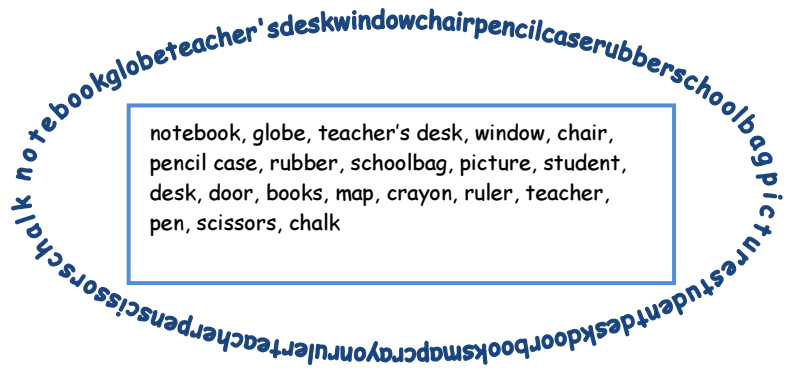 notebookglobeteacher'sdeskwindowchairpencilcaserubberschoolbagpicturestudentdeskdoorbooksmapcrayonrulerteacherpenscissorschalk
notebook, globe, teacher’s desk, window, chair,
pencil case, rubber, schoolbag, picture, student,
desk, door, books, map, crayon, ruler, teacher,
pen, scissors, chalk